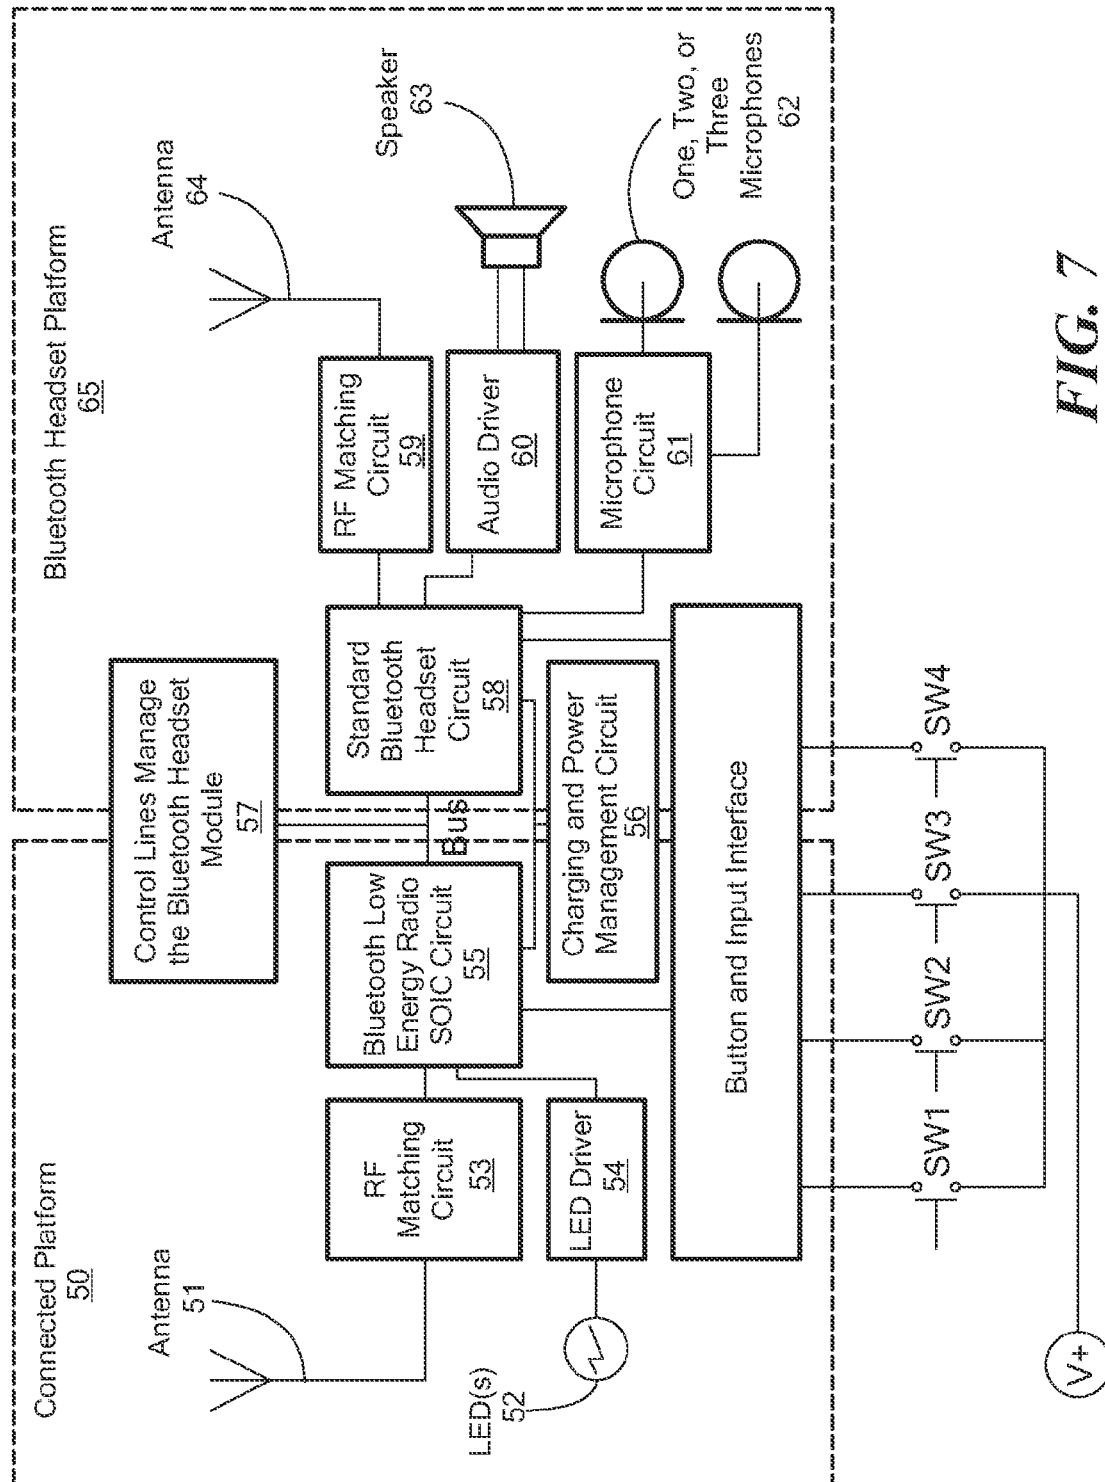 Connected Platform
50
Bluetooth Headset Platform
65
Control Lines Manage
the Bluetooth Headset
Module
57
Antenna
51
Antenna
64
RF
Matching
Circuit
53
Bluetooth Low
Energy Radio
SOIC Circuit
55
Bus
Standard
Bluetooth
Headset
Circuit
58
RF Matching
Circuit
59
Speaker
63
Audio Driver
60
LED(s)
52
LED Driver
54
Charging and Power
Management Circuit
56
Microphone
Circuit
61
One, Two, or
Three
Microphones
62
Button and Input Interface
SW1
SW2
SW3
SW4
V+
FIG. 7